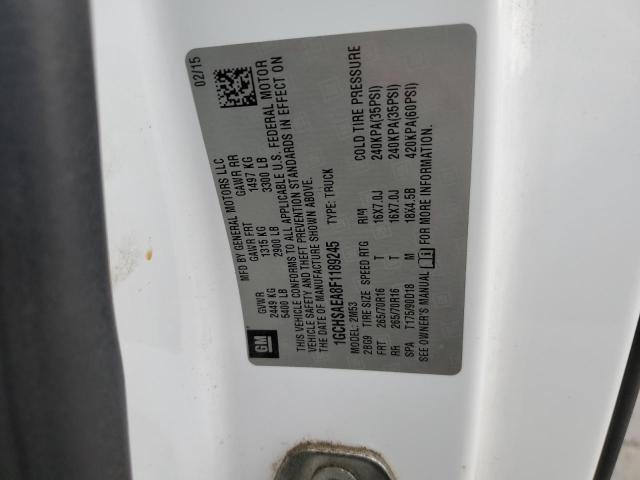 GM
MFD BY GENERAL MOTORS LLC
02/15
GVWR GAWR FRT GAWR RR
2449 KG 1315 KG 1497 KG
5400 LB 2900 LB 3300 LB
THIS VEHICLE CONFORMS TO ALL APPLICABLE U.S. FEDERAL MOTOR
VEHICLE SAFETY AND THEFT PREVENTION STANDARDS IN EFFECT ON
THE DATE OF MANUFACTURE SHOWN ABOVE.
1GCHSAEA8F1189245 TYPE: TRUCK
MODEL: 2M53
2BG9 TIRE SIZE SPEED RTG RIM COLD TIRE PRESSURE
FRT 265/70R16 T 16X7.0J 240KPA(35PSI)
RR 265/70R16 T 16X7.0J 240KPA(35PSI)
SPA T175/90D18 M 18X4.5B 420KPA(60PSI)
SEE OWNER'S MANUAL FOR MORE INFORMATION.